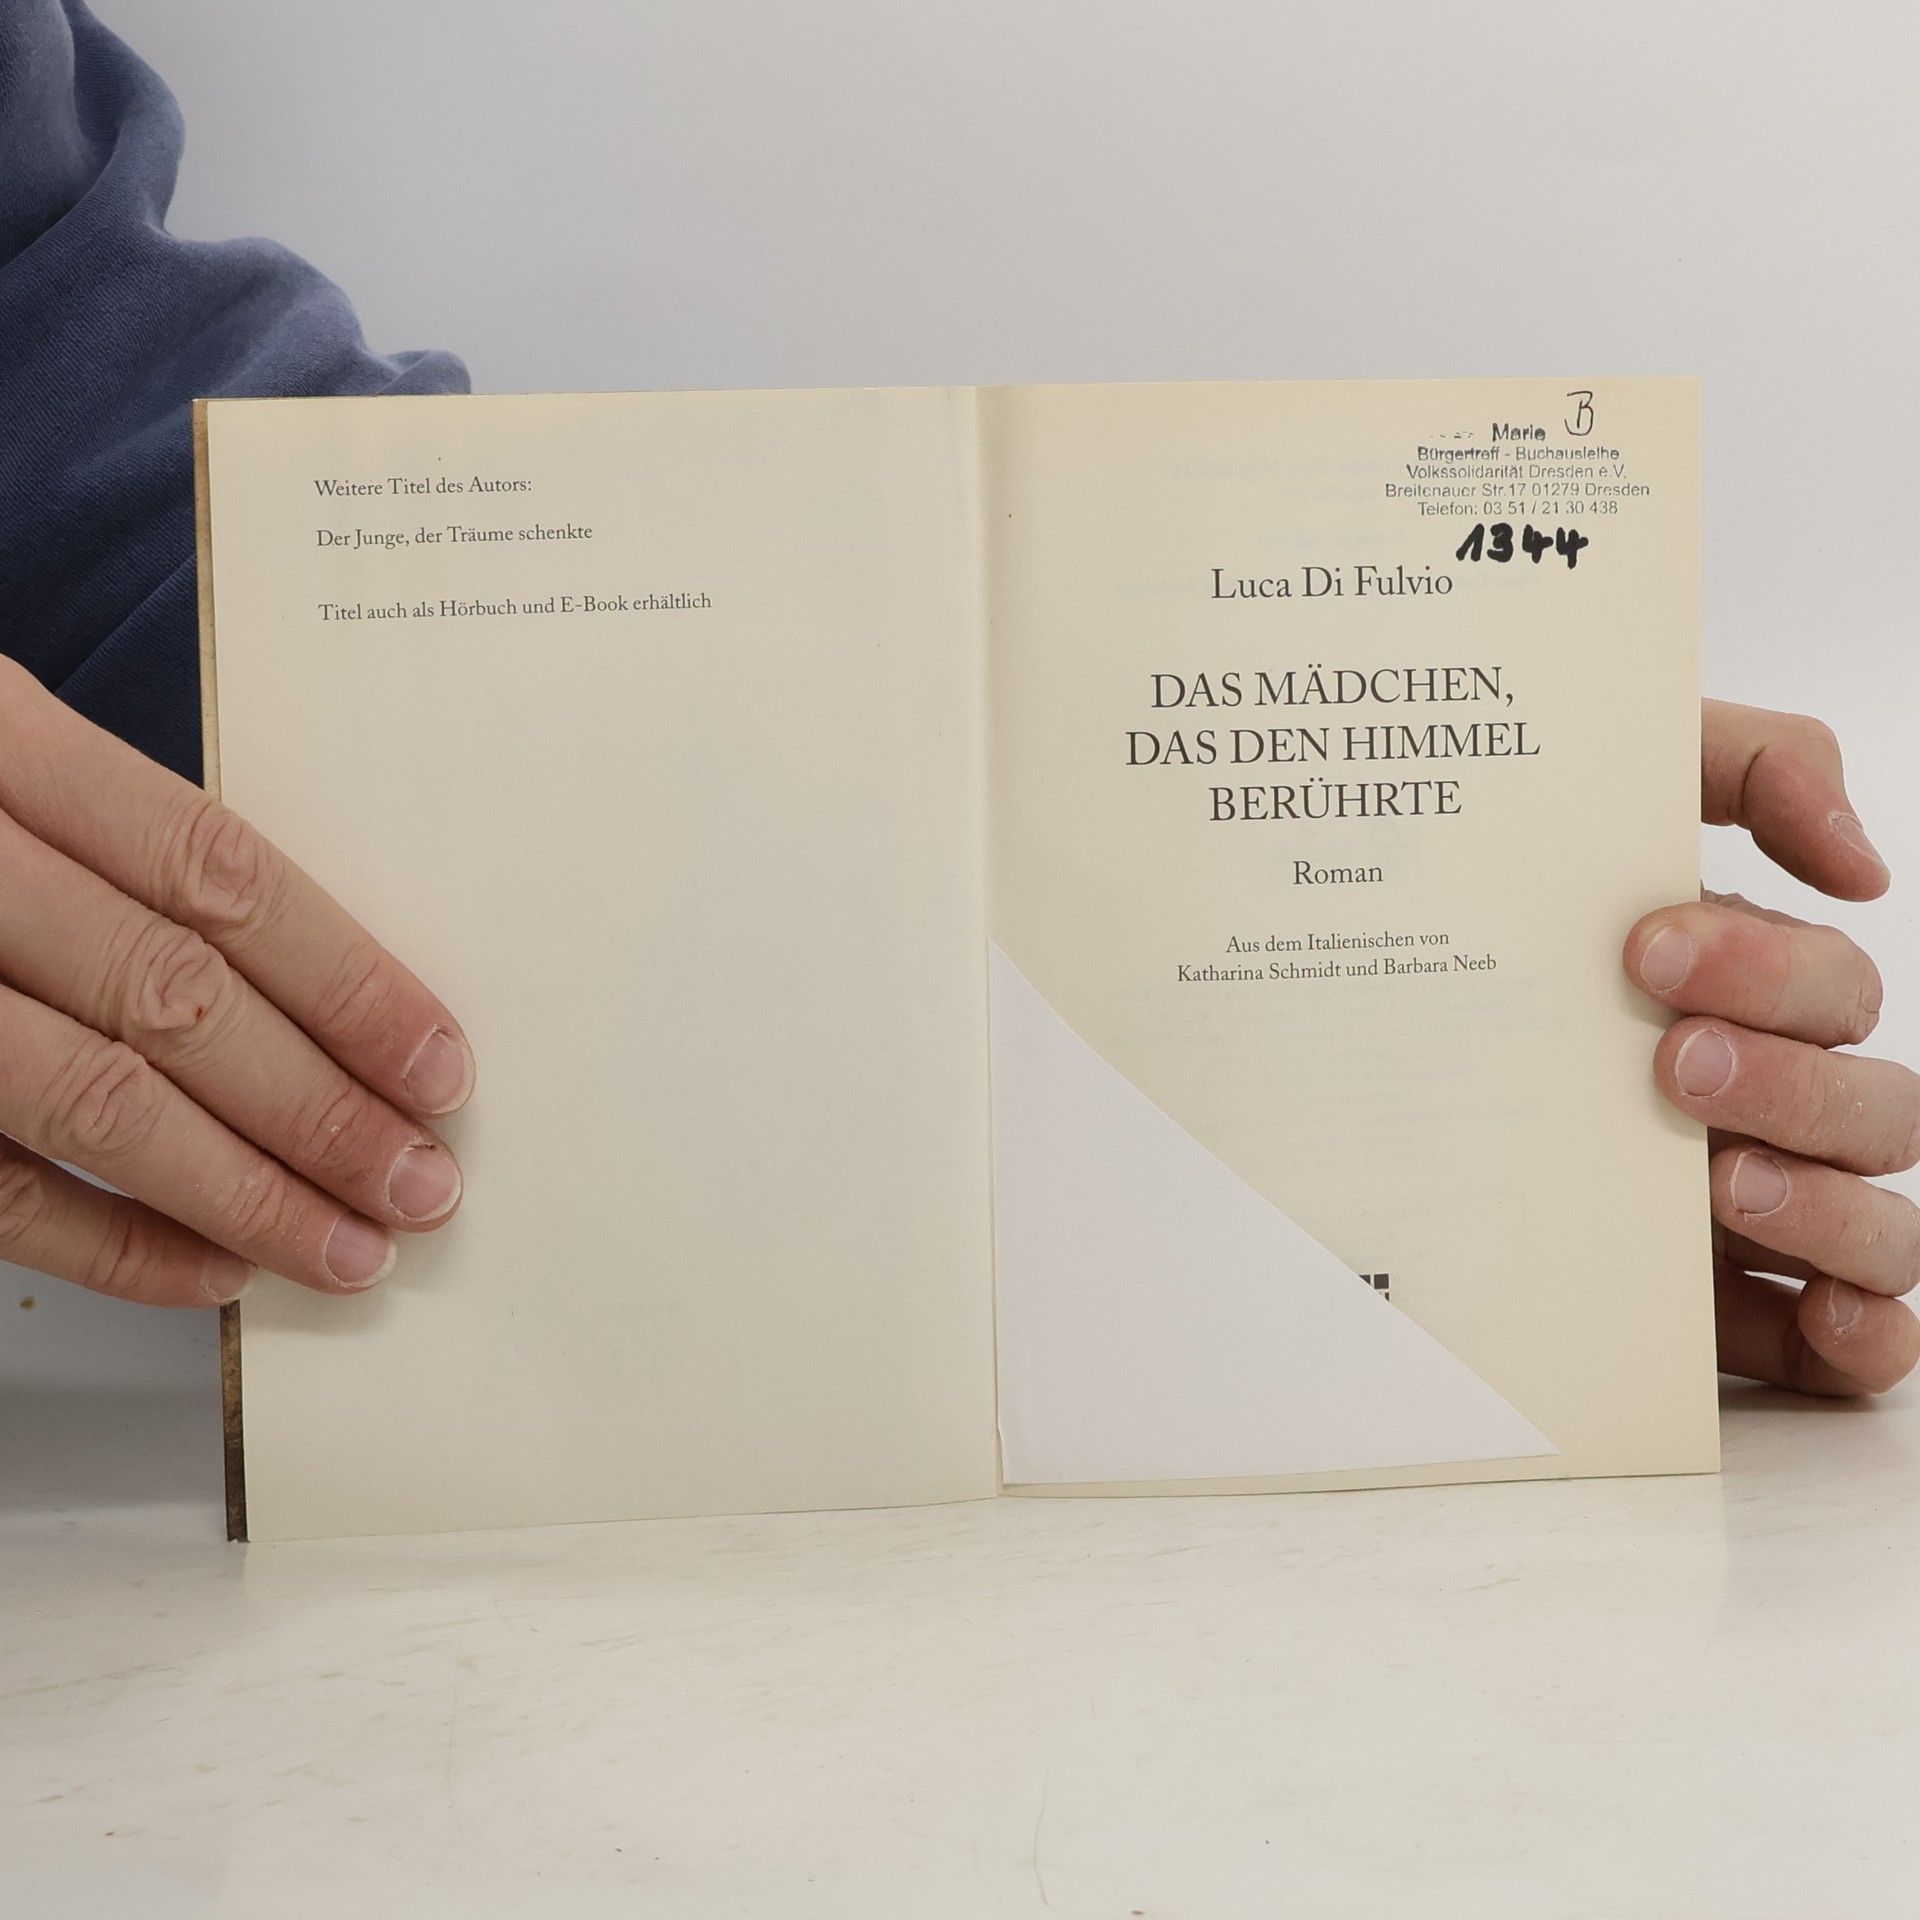 Weitere Titel des Autors:
Der Junge, der Träume schenkte
Titel auch als Hörbuch und E-Book erhältlich
B
Marie
Bürgertreff - Buchausleihe
Volkssolidarität Dresden e.V.
Breitenauer Str.17 01279 Dresden
Telefon: 03 51 / 21 30 438
1344
Luca Di Fulvio
DAS MÄDCHEN,
DAS DEN HIMMEL
BERÜHRTE
Roman
Aus dem Italienischen von
Katharina Schmidt und Barbara Neeb